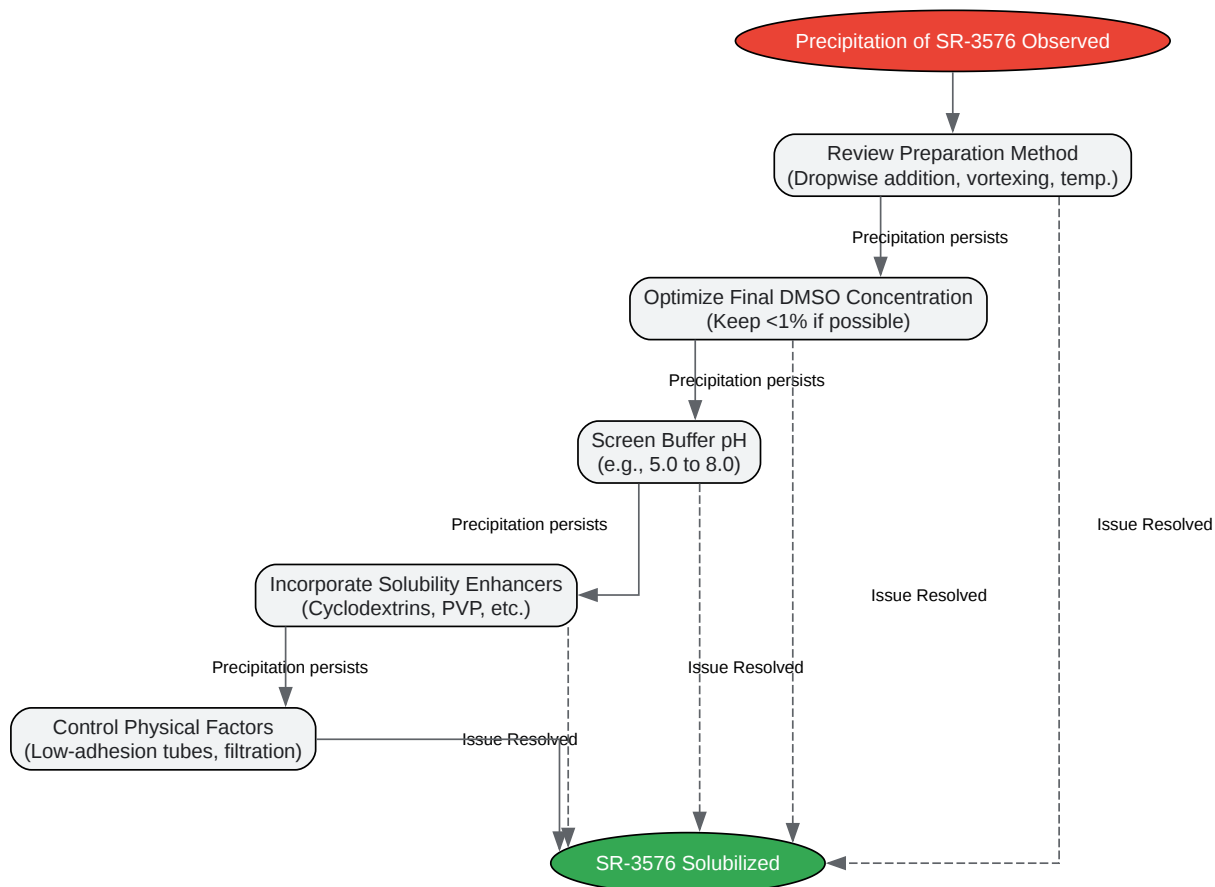 Precipitation of SR-3576 Observed
Review Preparation Method
(Dropwise addition, vortexing, temp.)
Precipitation persists
Optimize Final DMSO Concentration
(Keep <1% if possible)
Precipitation persists
Screen Buffer pH
(e.g., 5.0 to 8.0)
Precipitation persists
Issue Resolved
Incorporate Solubility Enhancers
(Cyclodextrins, PVP, etc.)
Issue Resolved
Precipitation persists
Issue Resolved
Control Physical Factors
(Low-adhesion tubes, filtration)
Issue Resolved
SR-3576 Solubilized